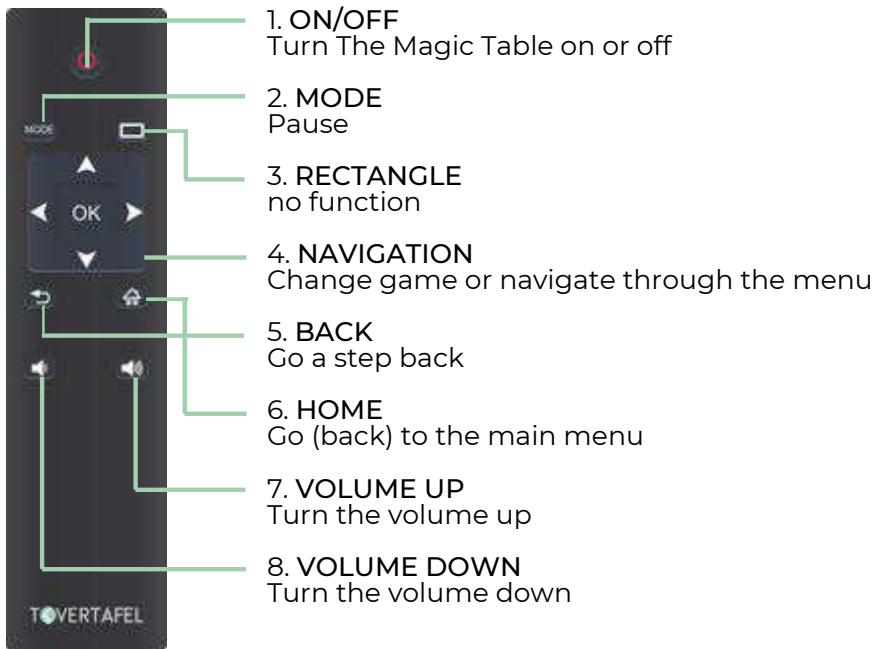 1. ON/OFF
Turn The Magic Table on or off
MODE
2. MODE
Pause
3. RECTANGLE
no function
OK
4. NAVIGATION
Change game or navigate through the menu
5. BACK
Go a step back
6. HOME
Go (back) to the main menu
7. VOLUME UP
Turn the volume up
8. VOLUME DOWN
Turn the volume down
TOVERTAFEL